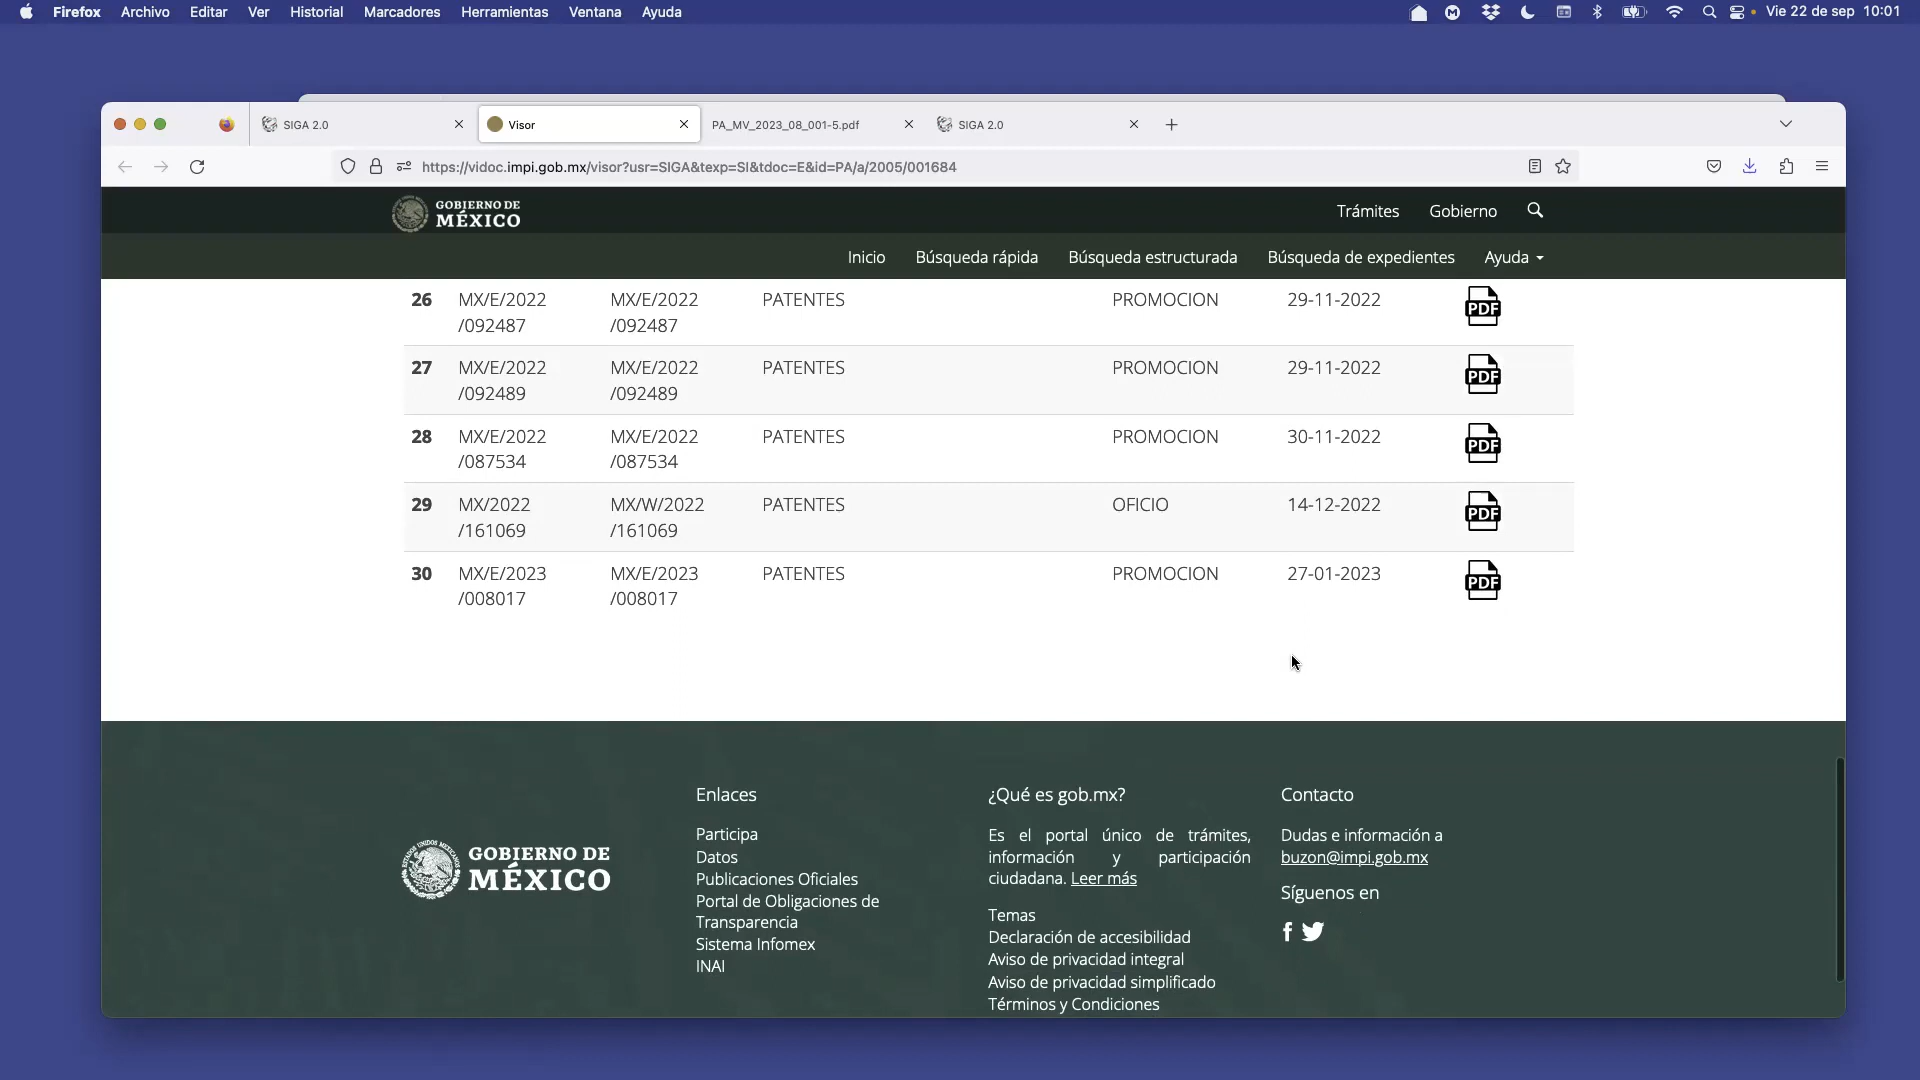 Firefox Archivo Editar Ver Historial Marcadores Herramientas Ventana Ayuda Vie 22 de sep 10:01
SIGA 2.0 Visor PA_MV_2023_08_001-5.pdf SIGA 2.0
https://vidoc.impi.gob.mx/visor?usr=SIGA&texp=SI&tdoc=E&id=PA/a/2005/001684
GOBIERNO DE
MÉXICO
Trámites Gobierno
Inicio Búsqueda rápida Búsqueda estructurada Búsqueda de expedientes Ayuda
26 MX/E/2022 MX/E/2022 PATENTES PROMOCION 29-11-2022 PDF
/092487 /092487
27 MX/E/2022 MX/E/2022 PATENTES PROMOCION 29-11-2022 PDF
/092489 /092489
28 MX/E/2022 MX/E/2022 PATENTES PROMOCION 30-11-2022 PDF
/087534 /087534
29 MX/2022 MX/W/2022 PATENTES OFICIO 14-12-2022 PDF
/161069 /161069
30 MX/E/2023 MX/E/2023 PATENTES PROMOCION 27-01-2023 PDF
/008017 /008017
GOBIERNO DE
MÉXICO
Enlaces
Participa
Datos
Publicaciones Oficiales
Portal de Obligaciones de
Transparencia
Sistema Infomex
INAI
¿Qué es gob.mx?
Es el portal único de trámites,
información y participación
ciudadana. Leer más
Temas
Declaración de accesibilidad
Aviso de privacidad integral
Aviso de privacidad simplificado
Términos y Condiciones
Contacto
Dudas e información a
buzon@impi.gob.mx
Síguenos en